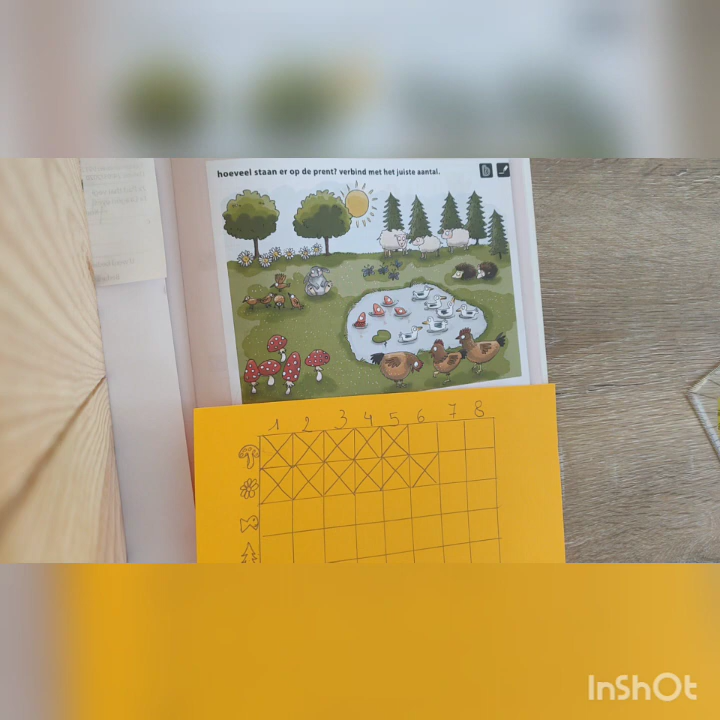 hoeveel staan er op de prent? verbind met het juiste aantal.
1 2 3 4 5 6 7 8
InShOt